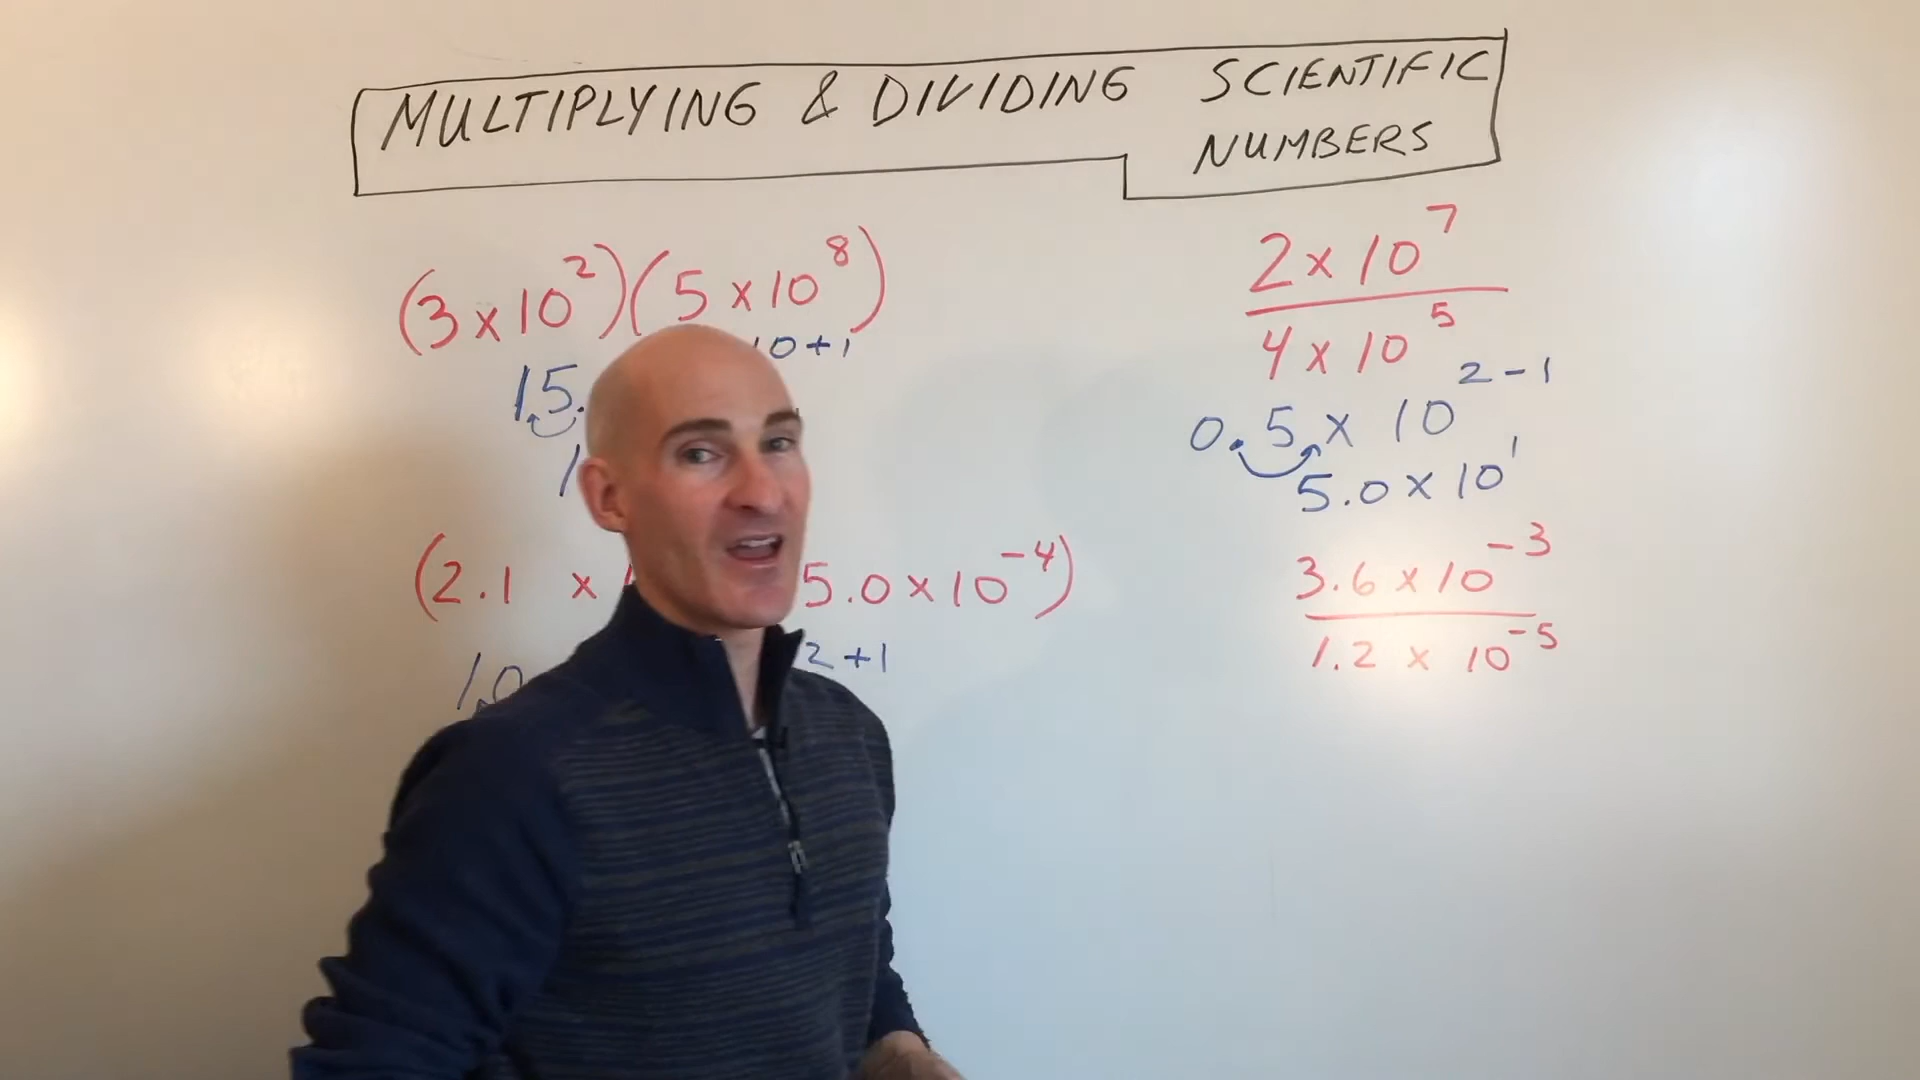 MULTIPLYING & DIVIDING SCIENTIFIC
NUMBERS
(3 x 10²)(5 x 10⁸)
10+1
15.
1
(2.1 x 5.0 x 10⁻⁴)
2+1
10
2 x 10⁷
4 x 10⁵
0.5 x 10²⁻¹
5.0 x 10¹
3.6 x 10⁻³
1.2 x 10⁻⁵